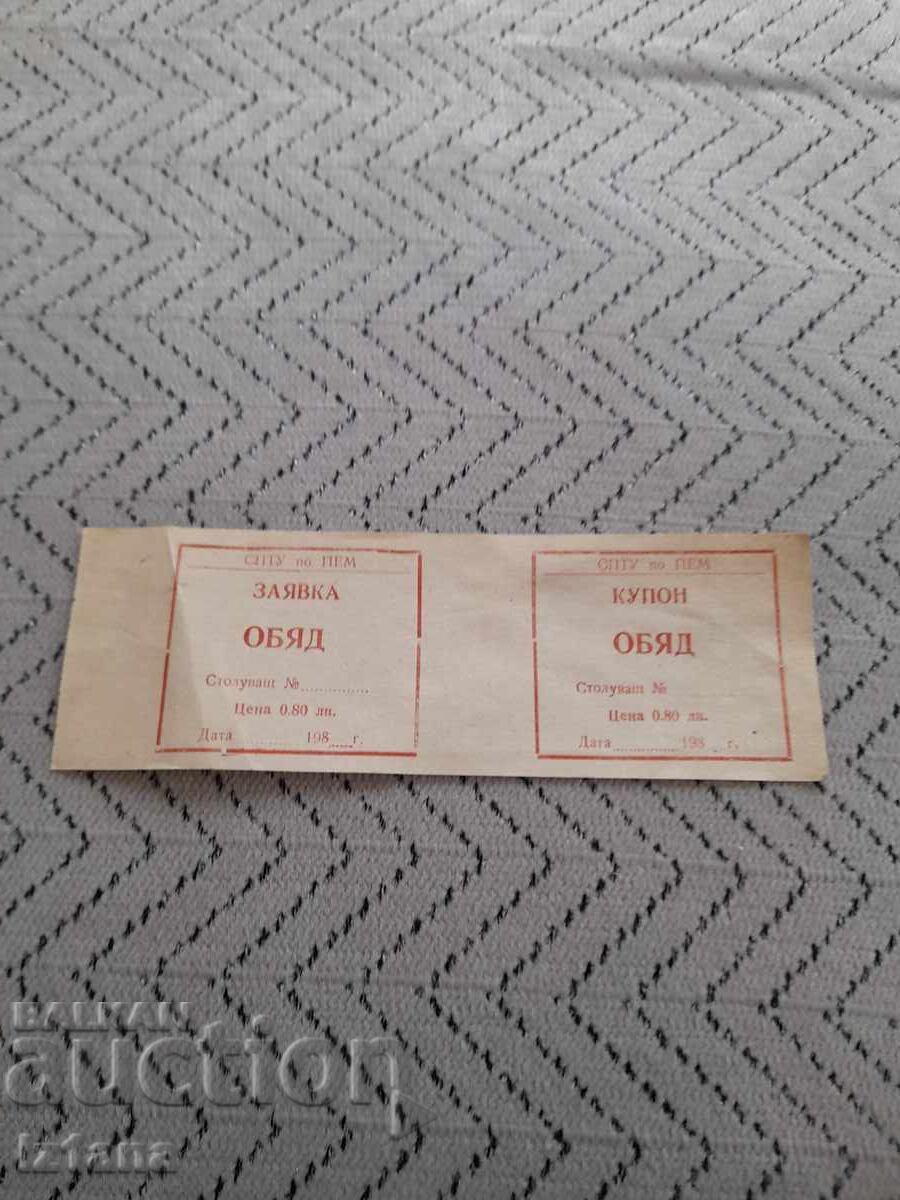 СПТУ по ПЕМ
ЗАЯВКА
ОБЯД
Столуващ №..............
Цена 0.80 лв.
Дата............198....г.
СПТУ по ПЕМ
КУПОН
ОБЯД
Столуващ №
Цена 0.80 лв.
Дата............198....г.
BALKAN
auction
iz1ana